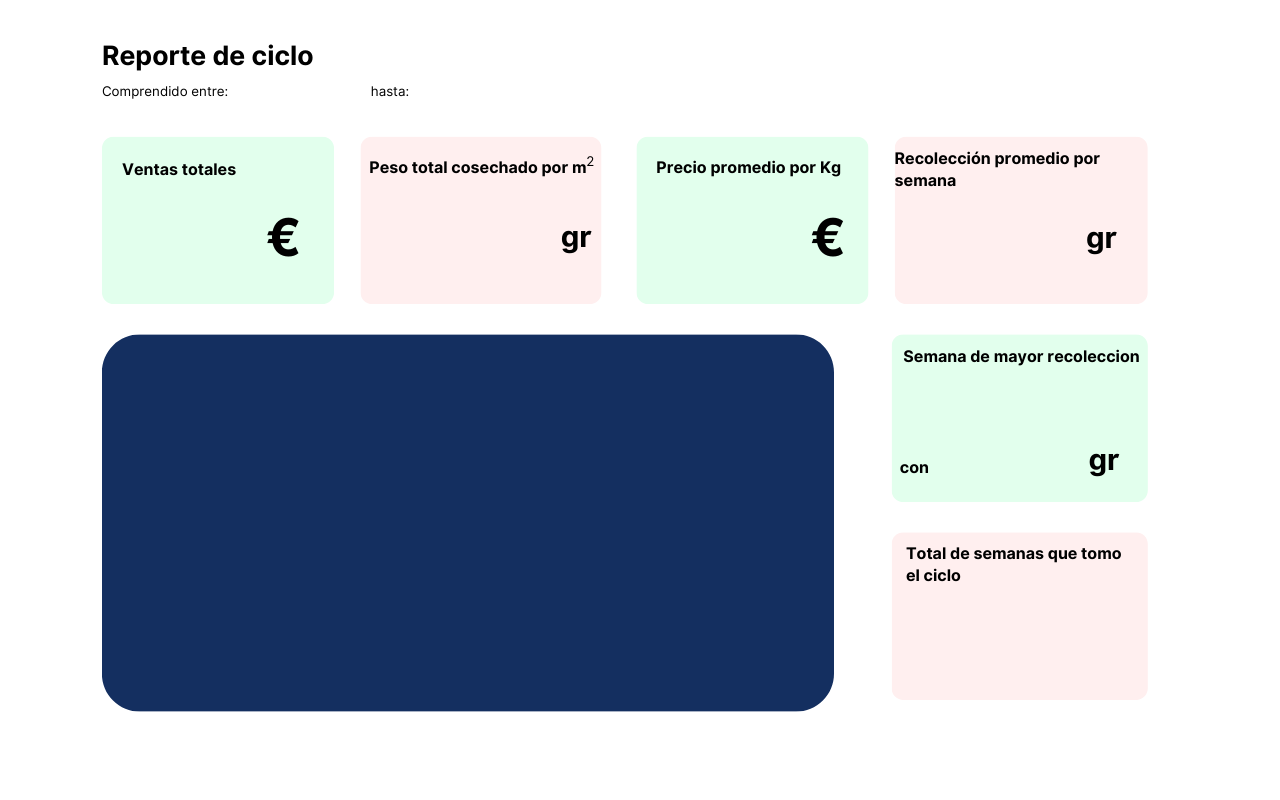 Reporte de ciclo
Comprendido entre: hasta:
Ventas totales
€
Peso total cosechado por m²
gr
Precio promedio por Kg
€
Recolección promedio por
semana
gr
Semana de mayor recoleccion
con gr
Total de semanas que tomo
el ciclo